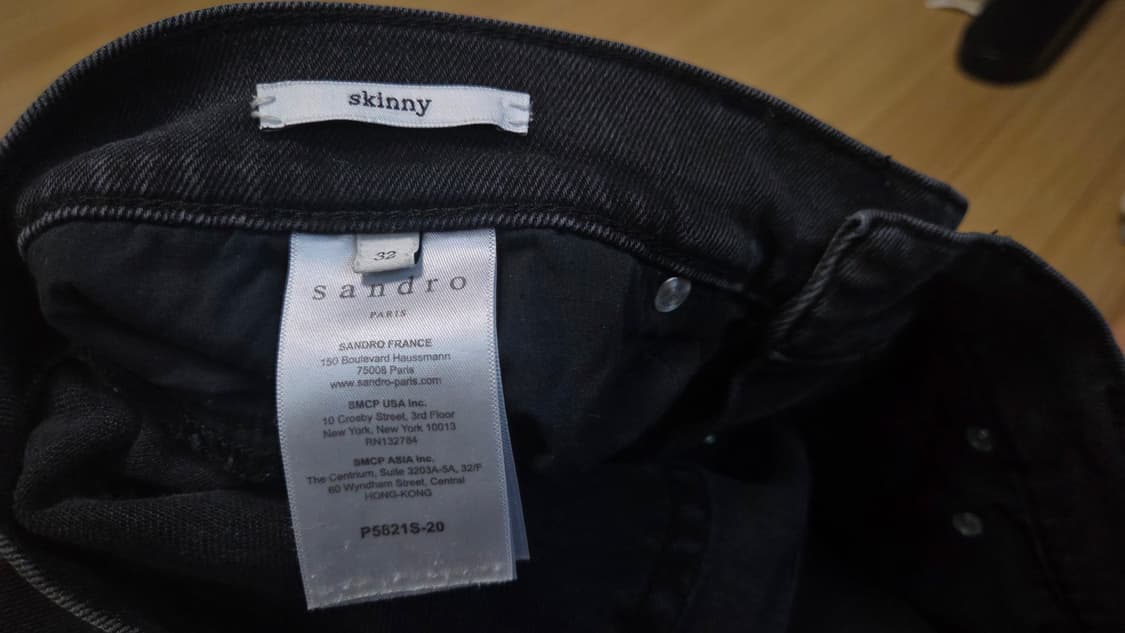 skinny
32
sandro
PARIS
SANDRO FRANCE
150 Boulevard Haussmann
75008 Paris
www.sandro-paris.com
SMCP USA Inc.
10 Crosby Street, 3rd Floor
New York, New York 10013
RN132784
SMCP ASIA Inc.
The Centrium, Suite 3203A-5A, 32/F
60 Wyndham Street, Central
HONG-KONG
P5821S-20